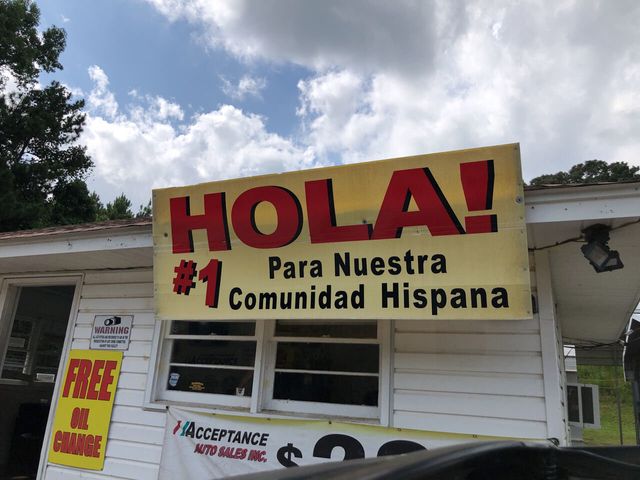 HOLA!
#1 Para Nuestra
Comunidad Hispana
WARNING
FREE
OIL
CHANGE
ACCEPTANCE
AUTO SALES INC.
$